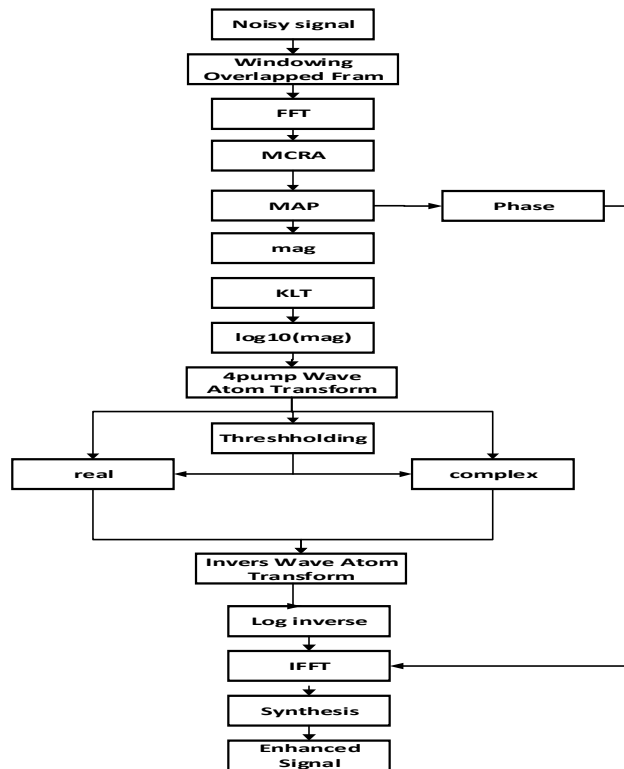 Noisy signal
Windowing
Overlapped Fram
FFT
MCRA
MAP
Phase
mag
KLT
log10(mag)
4pump Wave
Atom Transform
Threshholding
real
complex
Invers Wave Atom
Transform
Log inverse
IFFT
Synthesis
Enhanced
Signal